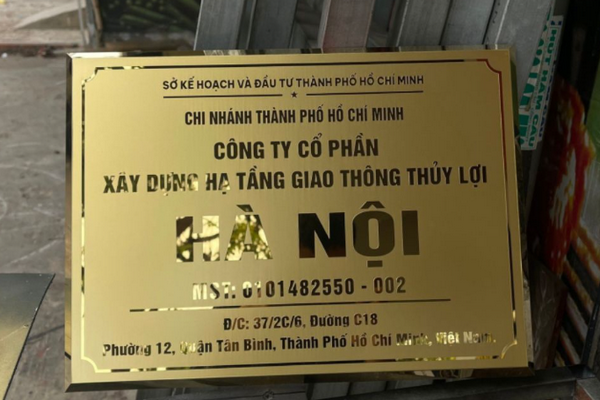 SỞ KẾ HOẠCH VÀ ĐẦU TƯ THÀNH PHỐ HỒ CHÍ MINH
CHI NHÁNH THÀNH PHỐ HỒ CHÍ MINH
CÔNG TY CỔ PHẦN
XÂY DỰNG HẠ TẦNG GIAO THÔNG THỦY LỢI
HÀ NỘI
MST: 0101482550 - 002
Đ/C: 37/2C/6, Đường C18
Phường 12, Quận Tân Bình, Thành Phố Hồ Chí Minh, Việt Nam.